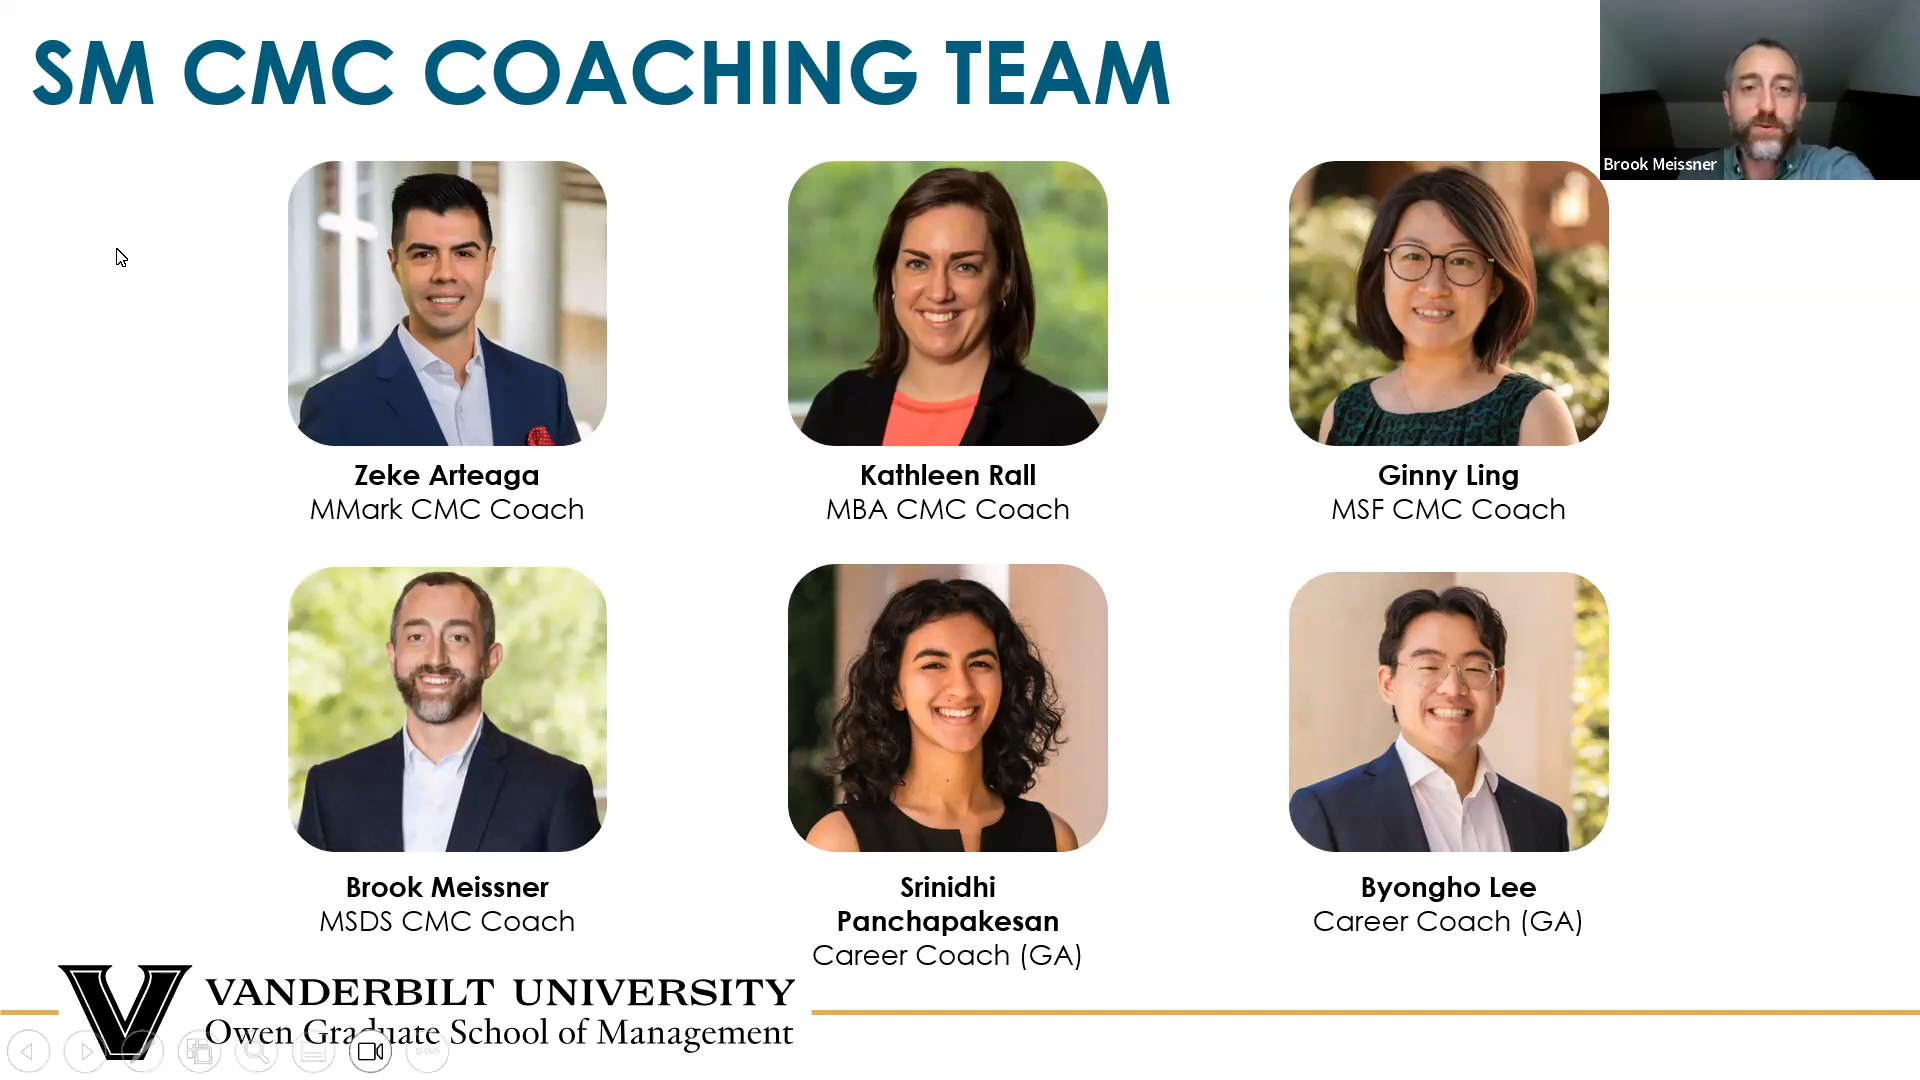 SM CMC COACHING TEAM
Brook Meissner
Zeke Arteaga
MMark CMC Coach
Kathleen Rall
MBA CMC Coach
Ginny Ling
MSF CMC Coach
Brook Meissner
MSDS CMC Coach
Srinidhi
Panchapakesan
Career Coach (GA)
Byongho Lee
Career Coach (GA)
V
VANDERBILT UNIVERSITY
Owen Graduate School of Management